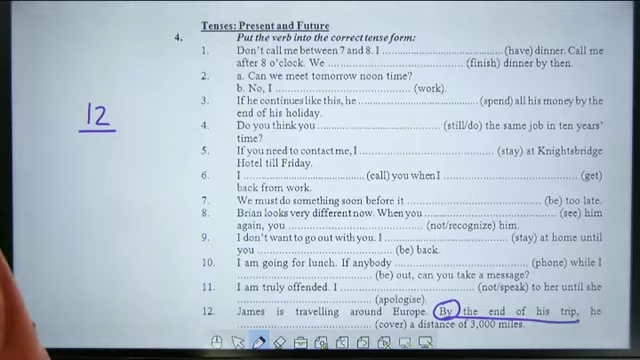 Tenses: Present and Future
4. Put the verb into the correct tense form:
1. Don't call me between 7 and 8. I ........................................ (have) dinner. Call me
after 8 o'clock. We ............................................. (finish) dinner by then.
2. a. Can we meet tomorrow noon time?
b. No, I ............................................. (work).
3. If he continues like this, he ........................................ (spend) all his money by the
end of his holiday.
4. Do you think you ........................................ (still/do) the same job in ten years'
time?
5. If you need to contact me, I ............................................. (stay) at Knightsbridge
Hotel till Friday.
6. I ........................................ (call) you when I ............................................. (get)
back from work.
7. We must do something soon before it ............................................. (be) too late.
8. Brian looks very different now. When you ............................................. (see) him
again, you ............................................. (not/recognize) him.
9. I don't want to go out with you. I ........................................ (stay) at home until
you ............................................. (be) back.
10. I am going for lunch. If anybody ........................................ (phone) while I
............................................. (be) out, can you take a message?
11. I am truly offended. I ............................................. (not/speak) to her until she
............................................. (apologise).
12. James is travelling around Europe. By the end of his trip, he
............................................. (cover) a distance of 3,000 miles.
12